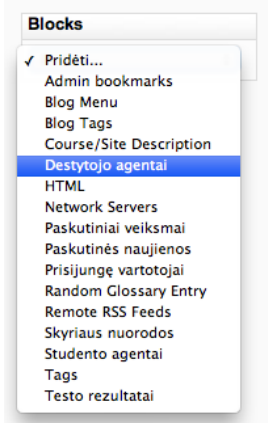 Blocks
✓ Pridėti...
Admin bookmarks
Blog Menu
Blog Tags
Course/Site Description
Destytojo agentai
HTML
Network Servers
Paskutiniai veiksmai
Paskutinės naujienos
Prisijungę vartotojai
Random Glossary Entry
Remote RSS Feeds
Skyriaus nuorodos
Studento agentai
Tags
Testo rezultatai